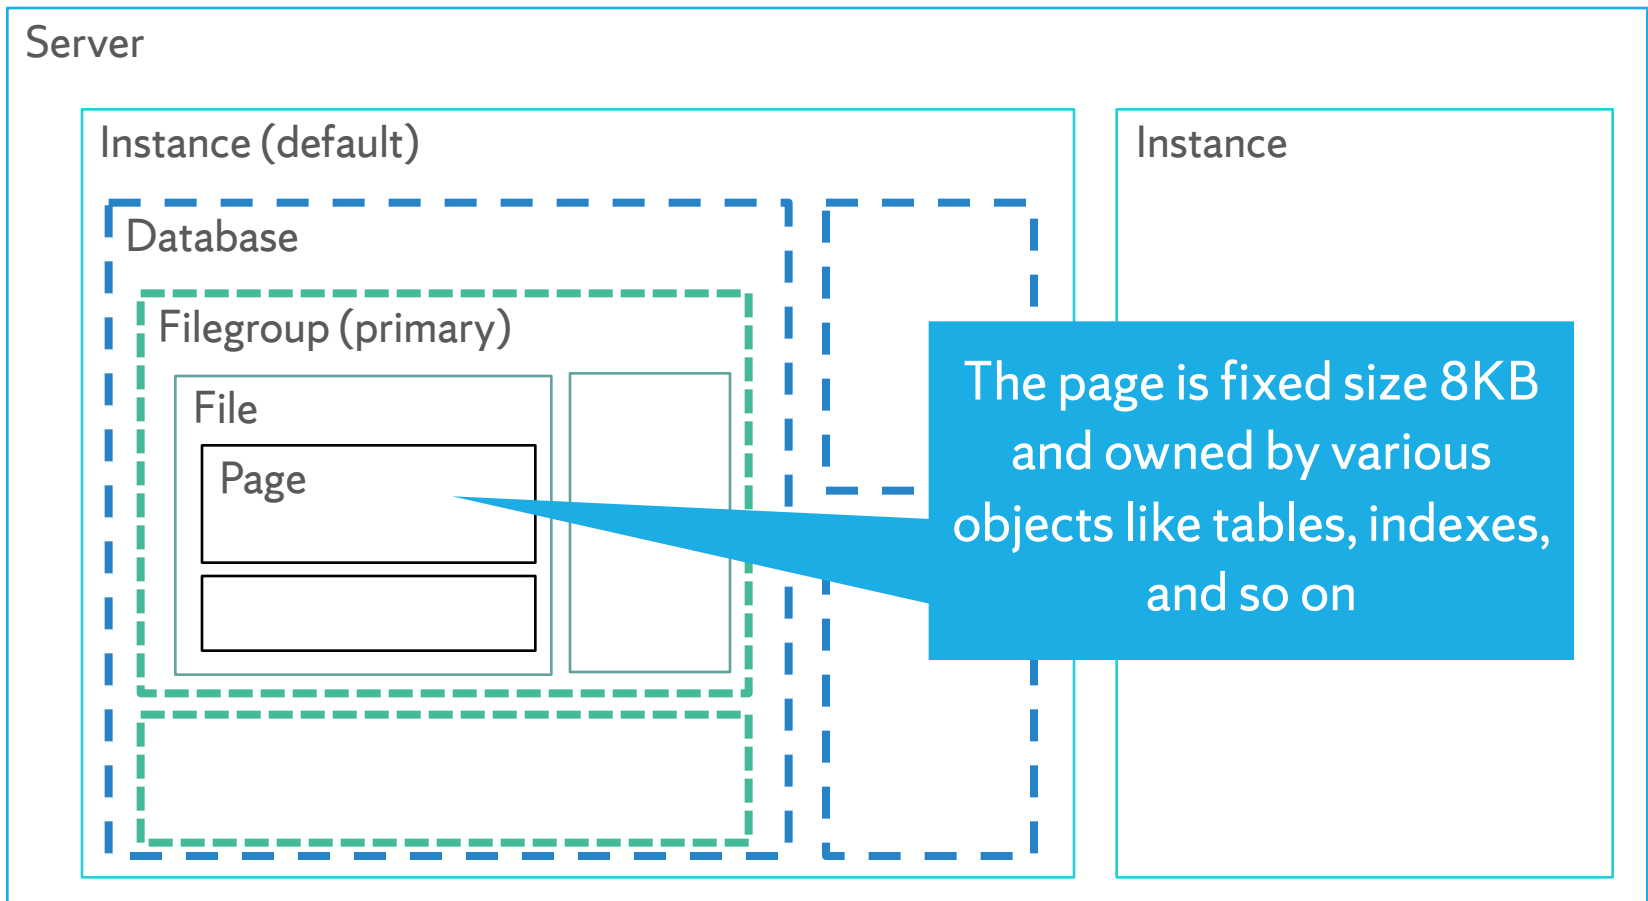 Server
Instance (default)
Instance
Database
Filegroup (primary)
File
Page
The page is fixed size 8KB
and owned by various
objects like tables, indexes,
and so on